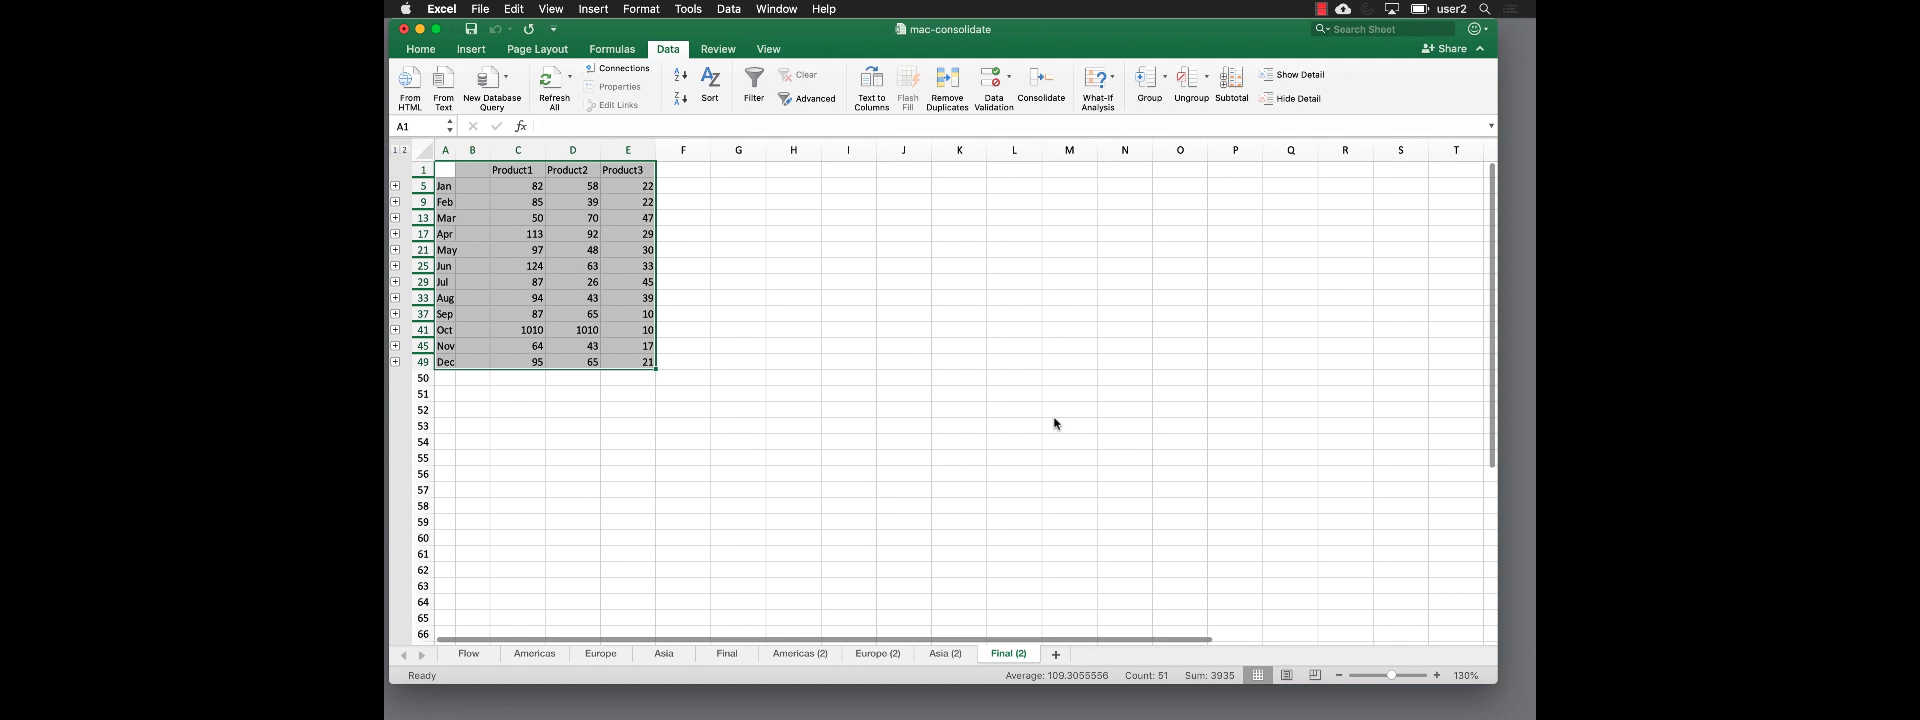 Excel File Edit View Insert Format Tools Data Window Help user2
mac-consolidate Search Sheet
Home Insert Page Layout Formulas Data Review View Share
From HTML From Text New Database Query Refresh All Connections Properties Edit Links Sort Filter Clear Advanced Text to Columns Flash Fill Remove Duplicates Data Validation Consolidate What-If Analysis Group Ungroup Subtotal Show Detail Hide Detail
A1 fx
1 2 A B C D E F G H I J K L M N O P Q R S T
1 Product1 Product2 Product3
5 Jan 82 58 22
9 Feb 85 39 22
13 Mar 50 70 47
17 Apr 113 92 29
21 May 97 48 30
25 Jun 124 63 33
29 Jul 87 26 45
33 Aug 94 43 39
37 Sep 87 65 10
41 Oct 1010 1010 10
45 Nov 64 43 17
49 Dec 95 65 21
50
51
52
53
54
55
56
57
58
59
60
61
62
63
64
65
66
Flow Americas Europe Asia Final Americas (2) Europe (2) Asia (2) Final (2) +
Ready Average: 109.3055556 Count: 51 Sum: 3935 130%